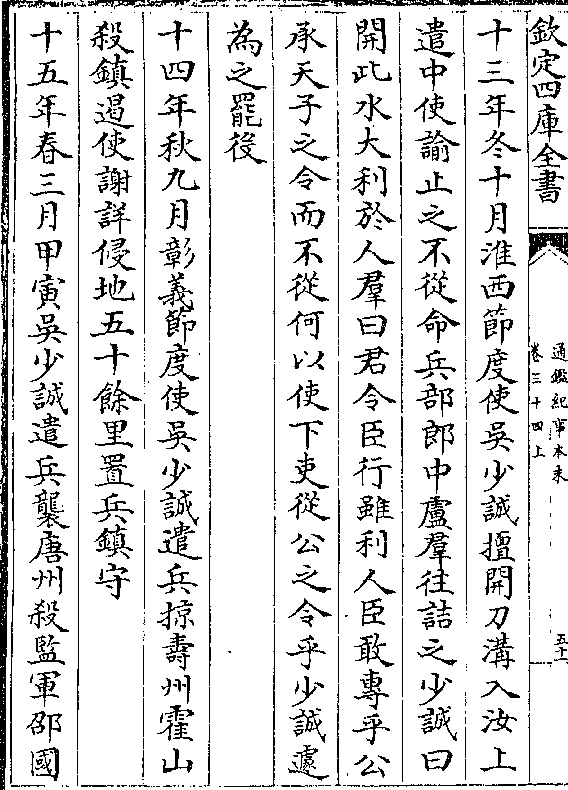 欽定四庫全書
通鑑紀事本末
卷三十四上
五十一
十三年冬十月淮西節度使吳少誠擅開刀溝入汝上
遣中使諭止之不從命兵部郎中盧羣往詰之少誠曰
開此水大利於人羣曰君令臣行雖利人臣敢專乎公
承天子之令而不從何以使下吏從公之令乎少誠遽
為之罷役
十四年秋九月彰義節度使吳少誠遣兵掠壽州霍山
殺鎮遏使謝詳侵地五十餘里置兵鎮守
十五年春三月甲寅吳少誠遣兵襲唐州殺監軍邵國